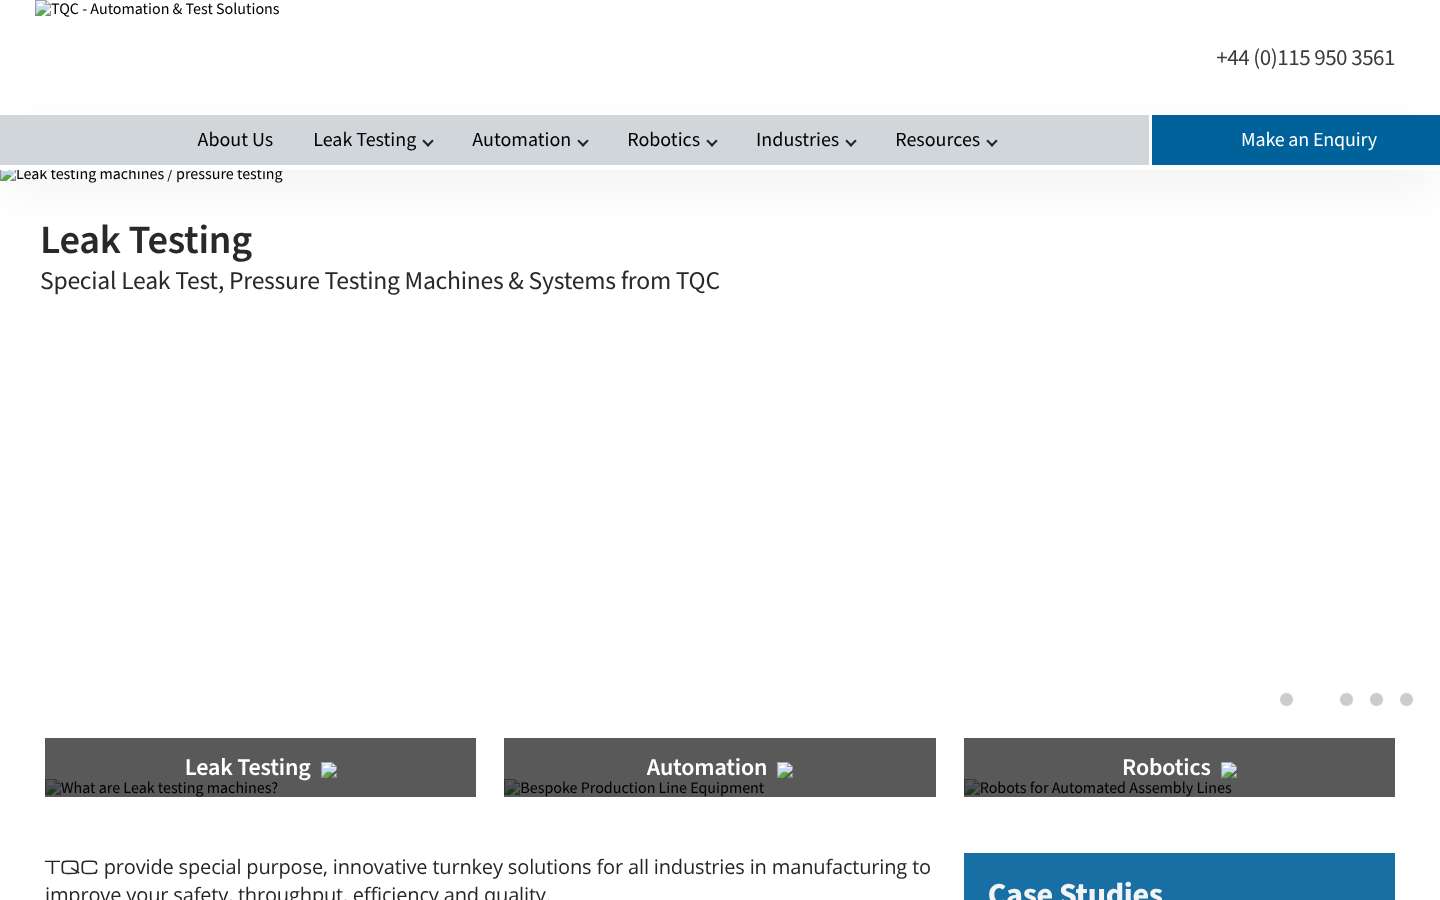 TQC - Automation & Test Solutions
+44 (0)115 950 3561
About Us Leak Testing Automation Robotics Industries Resources Make an Enquiry
Leak testing machines / pressure testing
Leak Testing
Special Leak Test, Pressure Testing Machines & Systems from TQC
Leak Testing Automation Robotics
What are Leak testing machines? Bespoke Production Line Equipment Robots for Automated Assembly Lines
TQC provide special purpose, innovative turnkey solutions for all industries in manufacturing to
improve your safety, throughput, efficiency and quality.
Case Studies